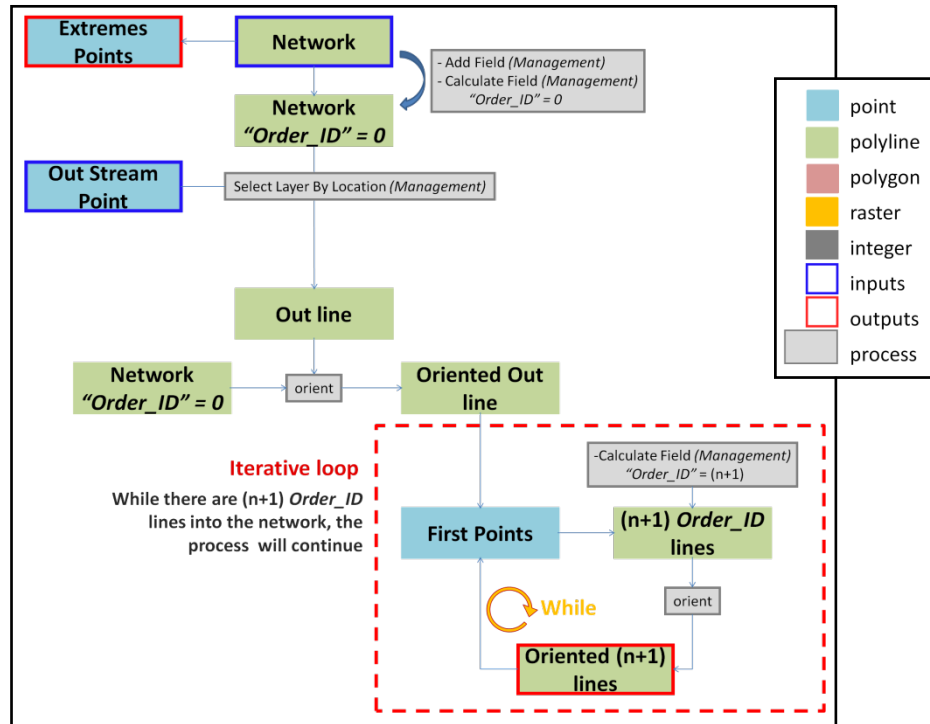 Extremes
Points
Network
- Add Field (Management)
- Calculate Field (Management)
"Order_ID" = 0
Network
"Order_ID" = 0
Out Stream
Point
Select Layer By Location (Management)
Out line
Network
"Order_ID" = 0
orient
Oriented Out
line
Iterative loop
While there are (n+1) Order_ID
lines into the network, the
process will continue
-Calculate Field (Management)
"Order_ID" = (n+1)
First Points
(n+1) Order_ID
lines
orient
While
Oriented (n+1)
lines
point
polyline
polygon
raster
integer
inputs
outputs
process